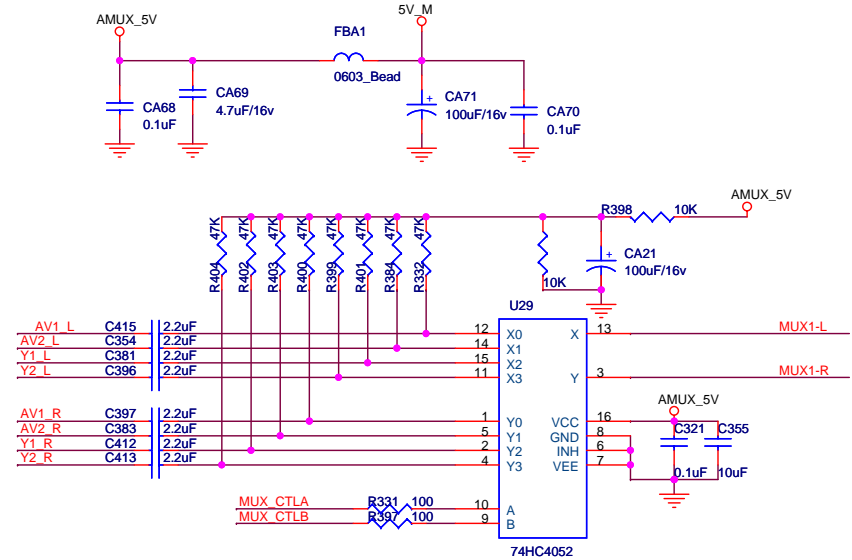 AMUX_5V
5V_M
FBA1
0603_Bead
CA68
0.1uF
CA69
4.7uF/16v
CA71
100uF/16v
CA70
0.1uF
AMUX_5V
R404 47K
R402 47K
R403 47K
R400 47K
R399 47K
R401 47K
R384 47K
R332 47K
R398 10K
10K
CA21
100uF/16v
U29
AV1_L C415 2.2uF 12 X0 X 13 MUX1-L
AV2_L C354 2.2uF 14 X1
Y1_L C381 2.2uF 15 X2
Y2_L C396 2.2uF 11 X3 Y 3 MUX1-R
AMUX_5V
AV1_R C397 2.2uF 1 Y0 VCC 16
AV2_R C383 2.2uF 5 Y1 GND 8
Y1_R C412 2.2uF 2 Y2 INH 6
Y2_R C413 2.2uF 4 Y3 VEE 7
C321 C355
0.1uF 10uF
MUX_CTLA R331 100 10 A
MUX_CTLB R397 100 9 B
74HC4052